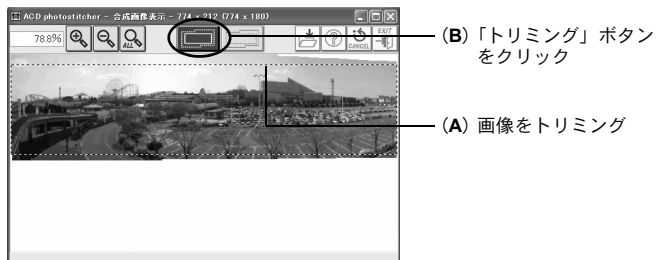 ACD photostitcher - 合成画像表示 - 774 x 212 (774 x 180)
78.8%
ALL
CANCEL
EXIT
(B)「トリミング」ボタン
をクリック
(A) 画像をトリミング